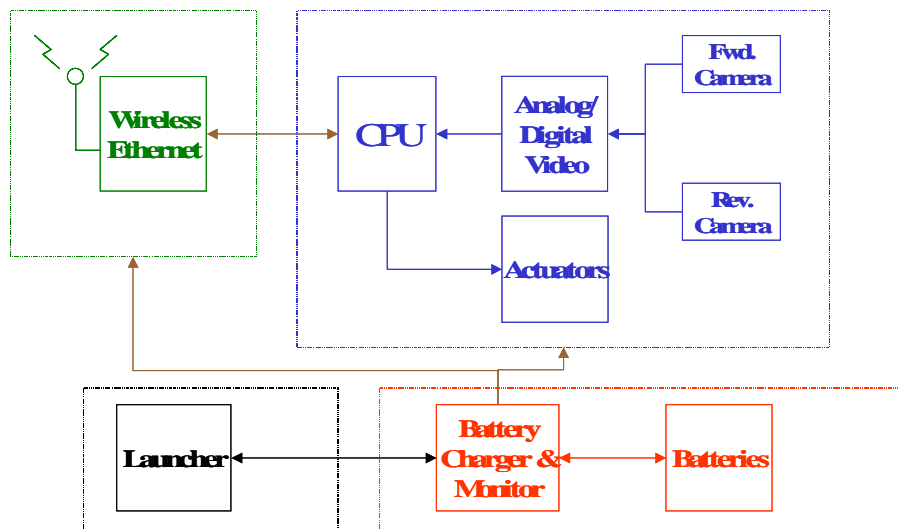 Fwd.
Camera
Wireless
Ethernet
CPU
Analog/
Digital
Video
Rev.
Camera
Actuators
Launcher
Battery
Charger &
Monitor
Batteries